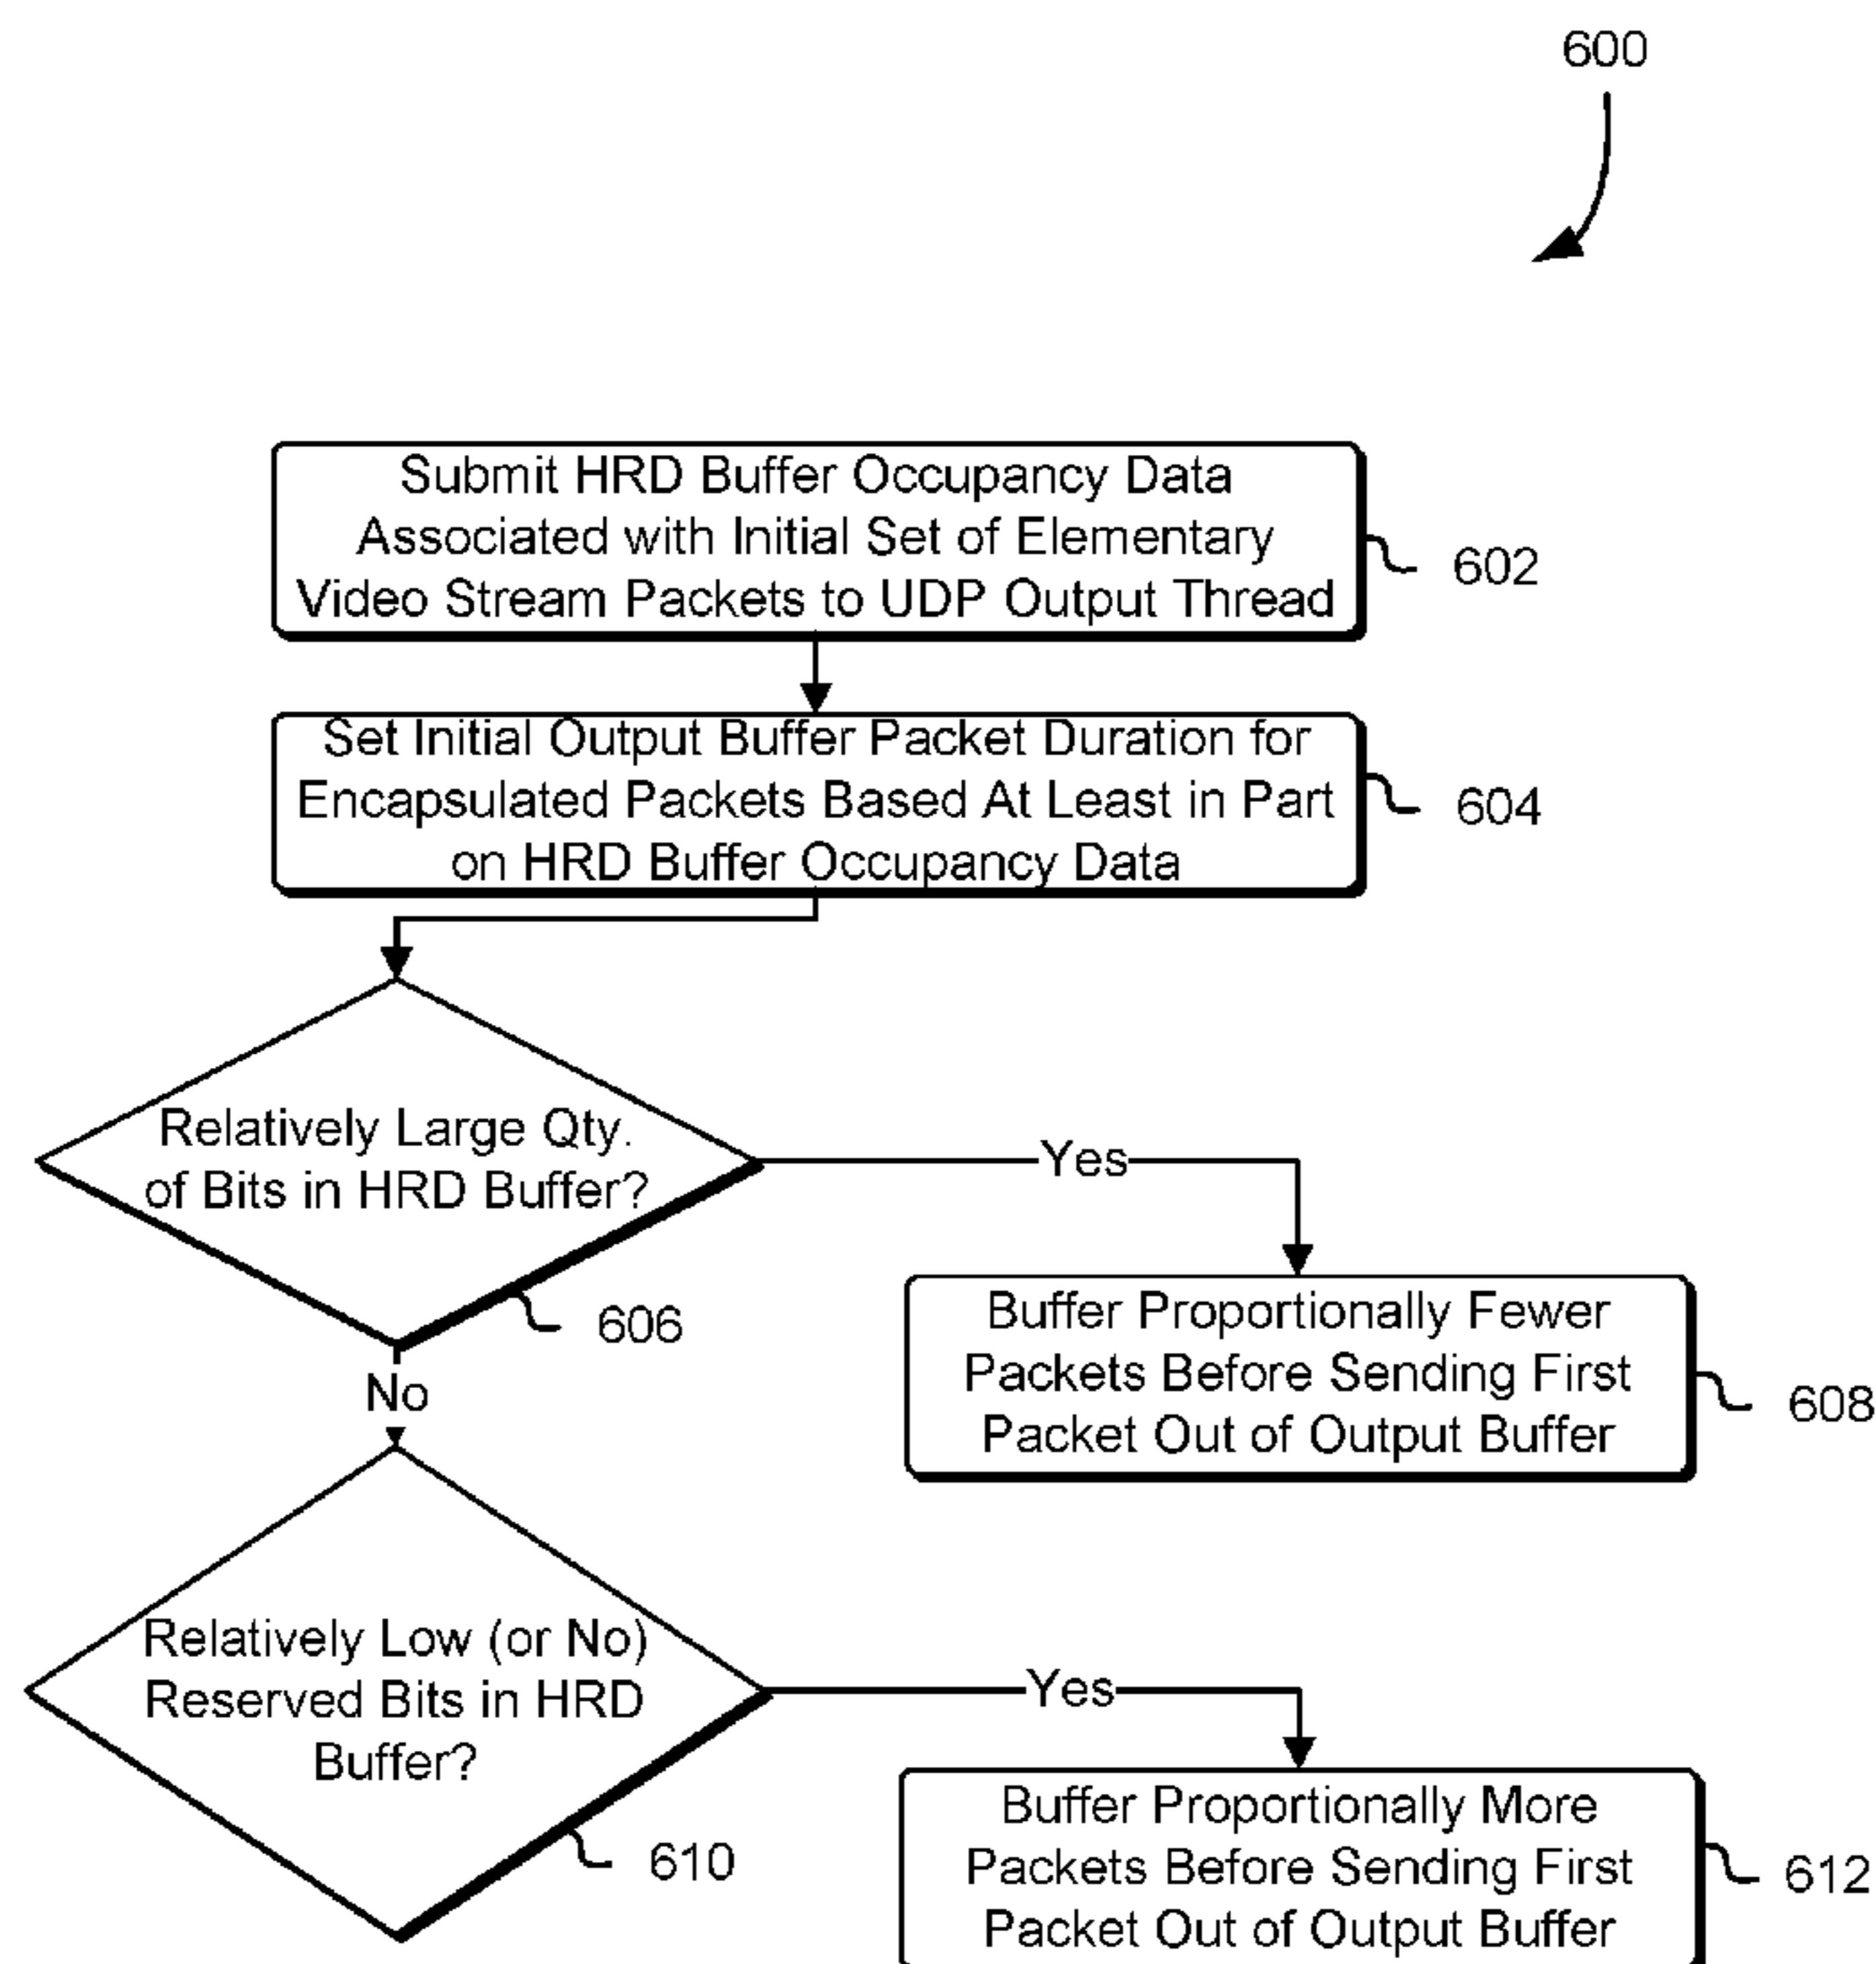 600
Submit HRD Buffer Occupancy Data
Associated with Initial Set of Elementary
Video Stream Packets to UDP Output Thread
602
Set Initial Output Buffer Packet Duration for
Encapsulated Packets Based At Least in Part
on HRD Buffer Occupancy Data
604
Relatively Large Qty.
of Bits in HRD Buffer?
606
Yes
Buffer Proportionally Fewer
Packets Before Sending First
Packet Out of Output Buffer
608
No
Relatively Low (or No)
Reserved Bits in HRD
Buffer?
610
Yes
Buffer Proportionally More
Packets Before Sending First
Packet Out of Output Buffer
612